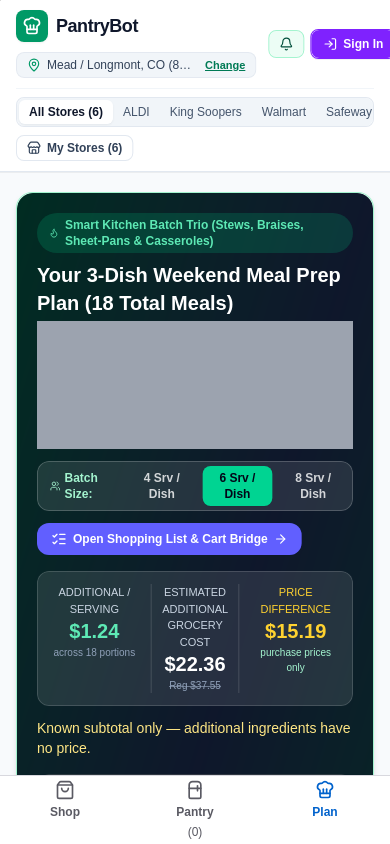 PantryBot
Mead / Longmont, CO (8... Change
Sign In
All Stores (6) ALDI King Soopers Walmart Safeway
My Stores (6)
Smart Kitchen Batch Trio (Stews, Braises,
Sheet-Pans & Casseroles)
Your 3-Dish Weekend Meal Prep
Plan (18 Total Meals)
Batch
Size:
4 Srv /
Dish
6 Srv /
Dish
8 Srv /
Dish
Open Shopping List & Cart Bridge
ADDITIONAL /
SERVING
$1.24
across 18 portions
ESTIMATED
ADDITIONAL
GROCERY
COST
$22.36
Reg $37.55
PRICE
DIFFERENCE
$15.19
purchase prices
only
Known subtotal only — additional ingredients have
no price.
Shop
Pantry
(0)
Plan